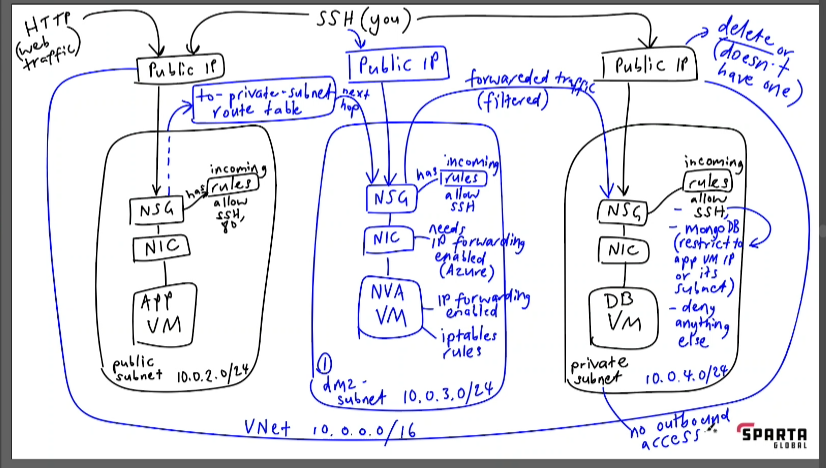 HTTP
(web
traffic)
SSH (you)
Public IP
Public IP
Public IP
delete or
(doesn't
have one)
to-private-subnet
route table
next
hop
forwareded traffic
(filtered)
incoming
rules
has
allow
SSH,
80
NSG
NIC
APP
VM
public
subnet 10.0.2.0/24
incoming
has rules
allow
SSH
NSG
NIC
needs
IP forwarding
enabled
(Azure)
NVA
VM
IP forwarding
enabled
iptables
rules
1
dmz-
subnet 10.0.3.0/24
incoming
rules
allow
- SSH,
- MongoDB
(restrict to
app VM IP
or its
subnet)
- deny
anything
else
NSG
NIC
DB
VM
private
subnet 10.0.4.0/24
no outbound
access
VNet 10.0.0.0/16
SPARTA
GLOBAL